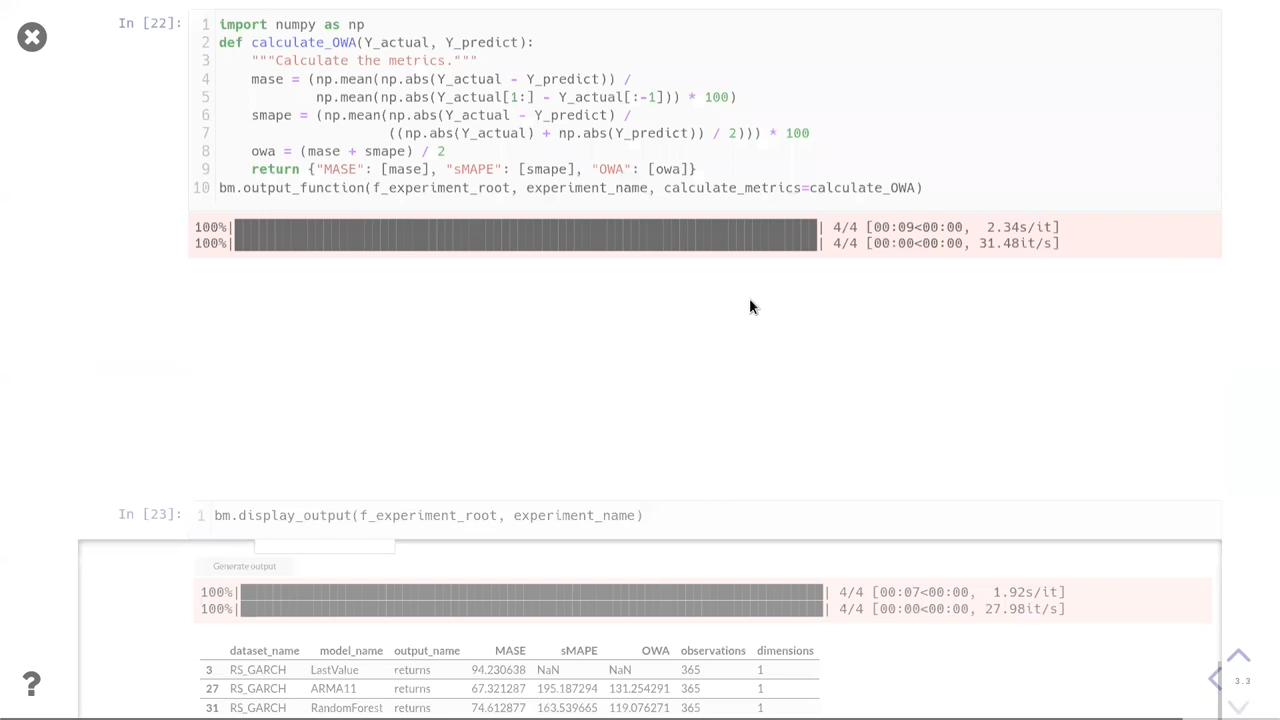 In [22]:
1 import numpy as np
2 def calculate_OWA(Y_actual, Y_predict):
3 """Calculate the metrics."""
4 mase = (np.mean(np.abs(Y_actual - Y_predict)) /
5 np.mean(np.abs(Y_actual[1:] - Y_actual[:-1])) * 100)
6 smape = (np.mean(np.abs(Y_actual - Y_predict) /
7 ((np.abs(Y_actual) + np.abs(Y_predict)) / 2))) * 100
8 owa = (mase + smape) / 2
9 return {"MASE": [mase], "sMAPE": [smape], "OWA": [owa]}
10 bm.output_function(f_experiment_root, experiment_name, calculate_metrics=calculate_OWA)
100%| | 4/4 [00:09<00:00, 2.34s/it]
100%| | 4/4 [00:00<00:00, 31.48it/s]
In [23]:
1 bm.display_output(f_experiment_root, experiment_name)
Generate output
100%| | 4/4 [00:07<00:00, 1.92s/it]
100%| | 4/4 [00:00<00:00, 27.98it/s]
dataset_name model_name output_name MASE sMAPE OWA observations dimensions
3 RS_GARCH LastValue returns 94.230638 NaN NaN 365 1
27 RS_GARCH ARMA11 returns 67.321287 195.187294 131.254291 365 1
31 RS_GARCH RandomForest returns 74.612877 163.539665 119.076271 365 1
?
3.3